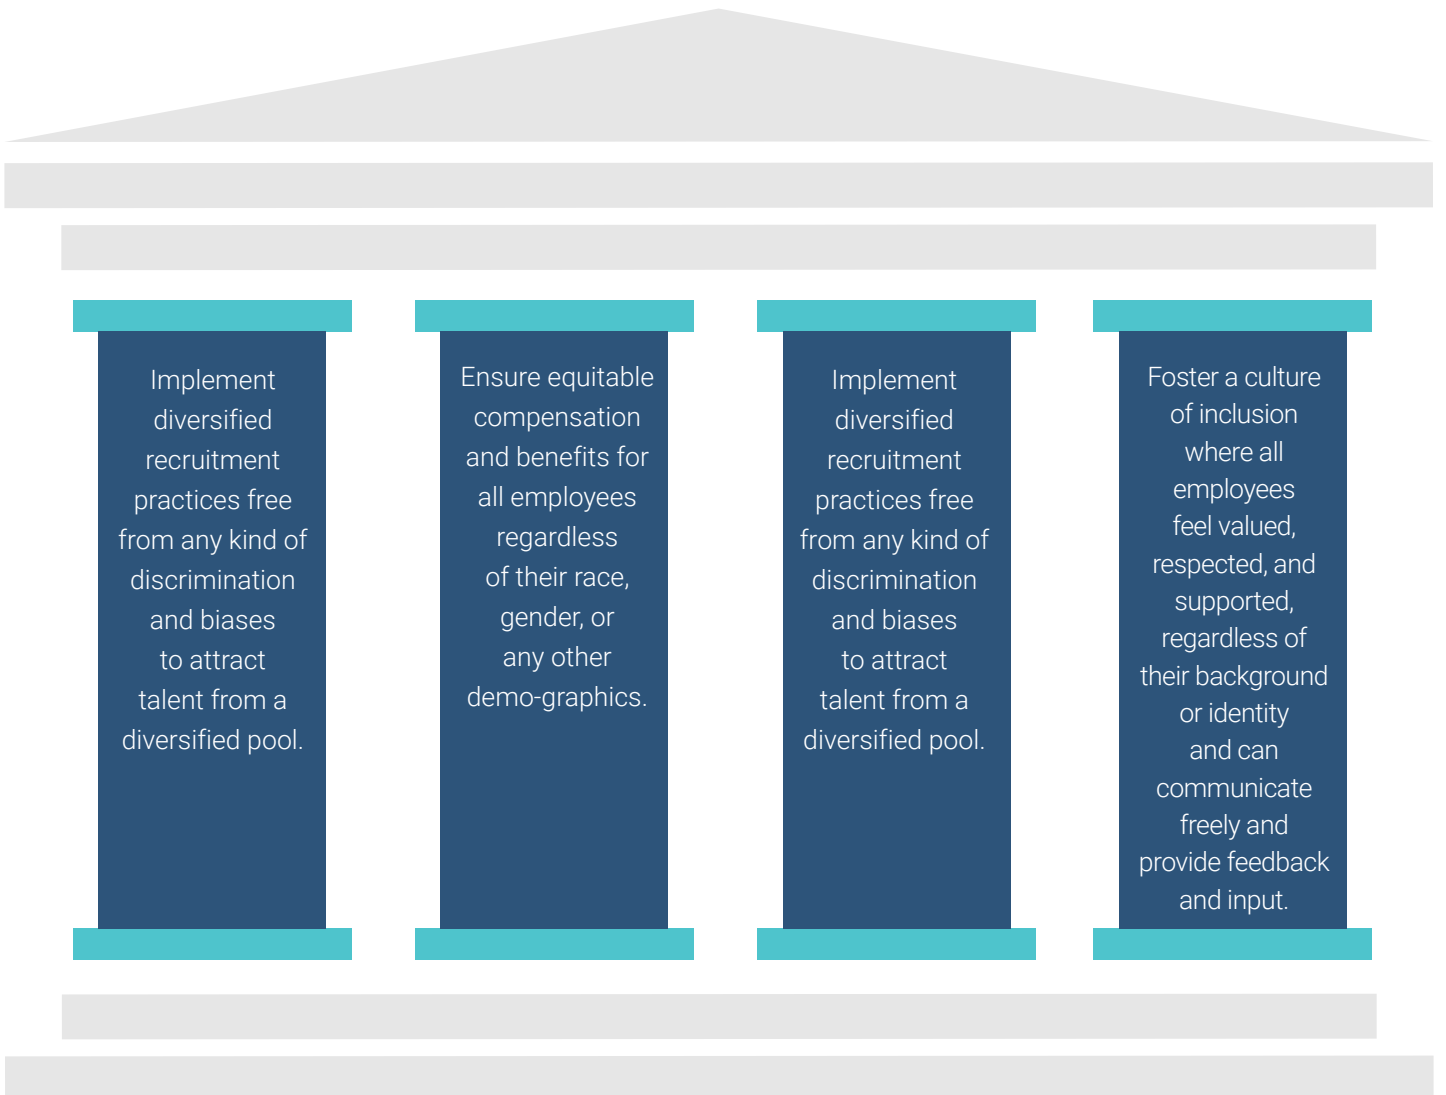 Implement
diversified
recruitment
practices free
from any kind of
discrimination
and biases
to attract
talent from a
diversified pool.
Ensure equitable
compensation
and benefits for
all employees
regardless
of their race,
gender, or
any other
demo-graphics.
Implement
diversified
recruitment
practices free
from any kind of
discrimination
and biases
to attract
talent from a
diversified pool.
Foster a culture
of inclusion
where all
employees
feel valued,
respected, and
supported,
regardless of
their background
or identity
and can
communicate
freely and
provide feedback
and input.